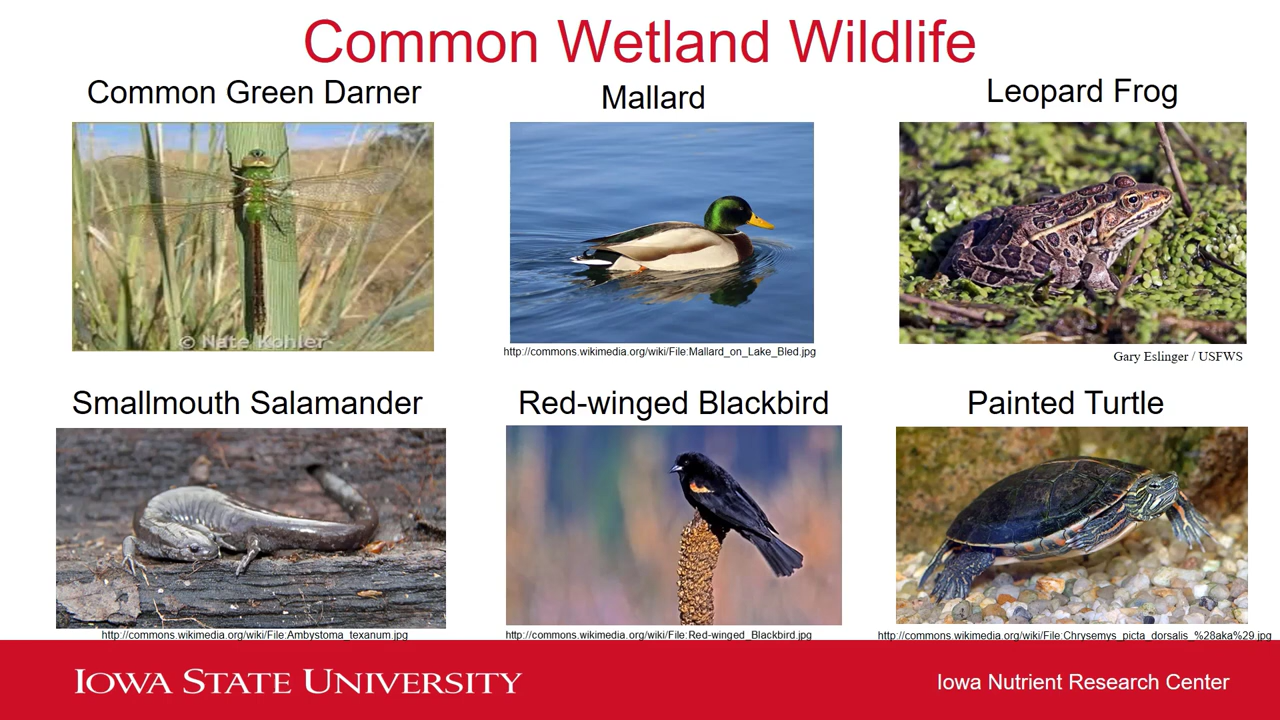 Common Wetland Wildlife
Common Green Darner
Mallard
Leopard Frog
© Nate Kohler
http://commons.wikimedia.org/wiki/File:Mallard_on_Lake_Bled.jpg
Gary Eslinger / USFWS
Smallmouth Salamander
Red-winged Blackbird
Painted Turtle
http://commons.wikimedia.org/wiki/File:Ambystoma_texanum.jpg
http://commons.wikimedia.org/wiki/File:Red-winged_Blackbird.jpg
http://commons.wikimedia.org/wiki/File:Chrysemys_picta_dorsalis_%28aka%29.jpg
IOWA STATE UNIVERSITY
Iowa Nutrient Research Center